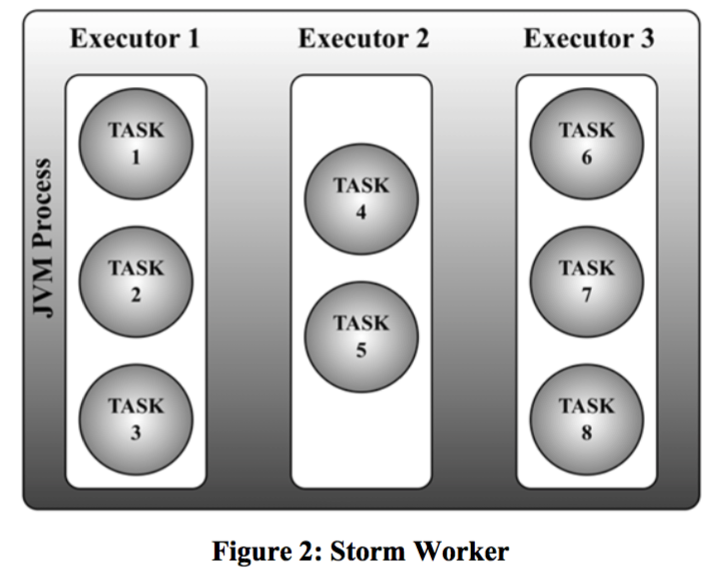 Executor 1
Executor 2
Executor 3
JVM Process
TASK
1
TASK
2
TASK
3
TASK
4
TASK
5
TASK
6
TASK
7
TASK
8
Figure 2: Storm Worker